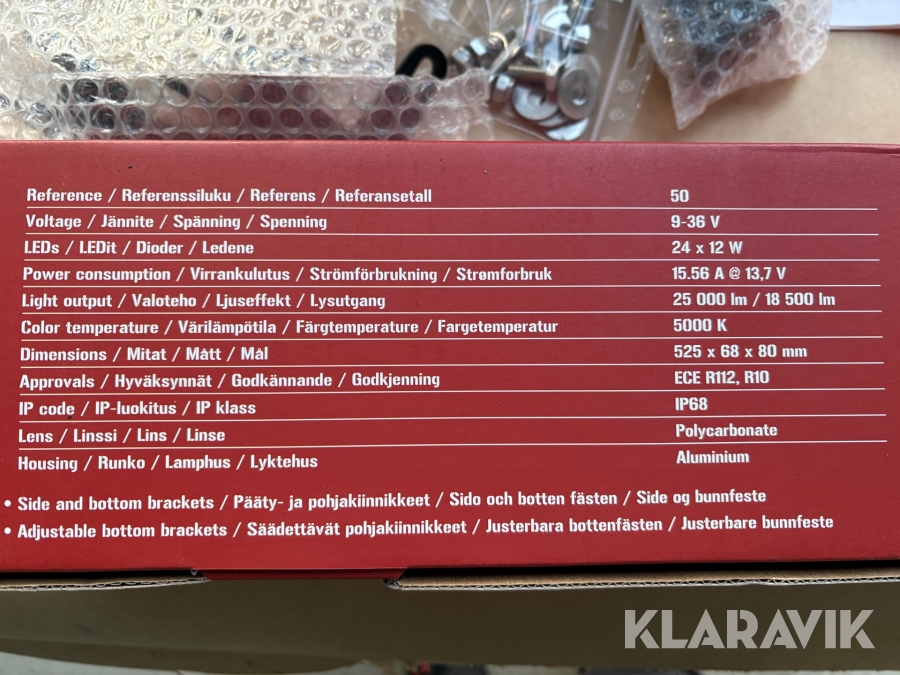 Reference / Referenssiluku / Referens / Referansetall 50
Voltage / Jännite / Spänning / Spenning 9-36 V
LEDs / LEDit / Dioder / Ledene 24 x 12 W
Power consumption / Virrankulutus / Strömförbrukning / Strømforbruk 15.56 A @ 13,7 V
Light output / Valoteho / Ljuseffekt / Lysutgang 25 000 lm / 18 500 lm
Color temperature / Värilämpötila / Färgtemperature / Fargetemperatur 5000 K
Dimensions / Mitat / Mått / Mål 525 x 68 x 80 mm
Approvals / Hyväksynnät / Godkännande / Godkjenning ECE R112, R10
IP code / IP-luokitus / IP klass IP68
Lens / Linssi / Lins / Linse Polycarbonate
Housing / Runko / Lamphus / Lyktehus Aluminium
• Side and bottom brackets / Pääty- ja pohjakiinnikkeet / Sido och botten fästen / Side og bunnfeste
• Adjustable bottom brackets / Säädettävät pohjakiinnikkeet / Justerbara bottenfästen / Justerbare bunnfeste
KLARAVIK